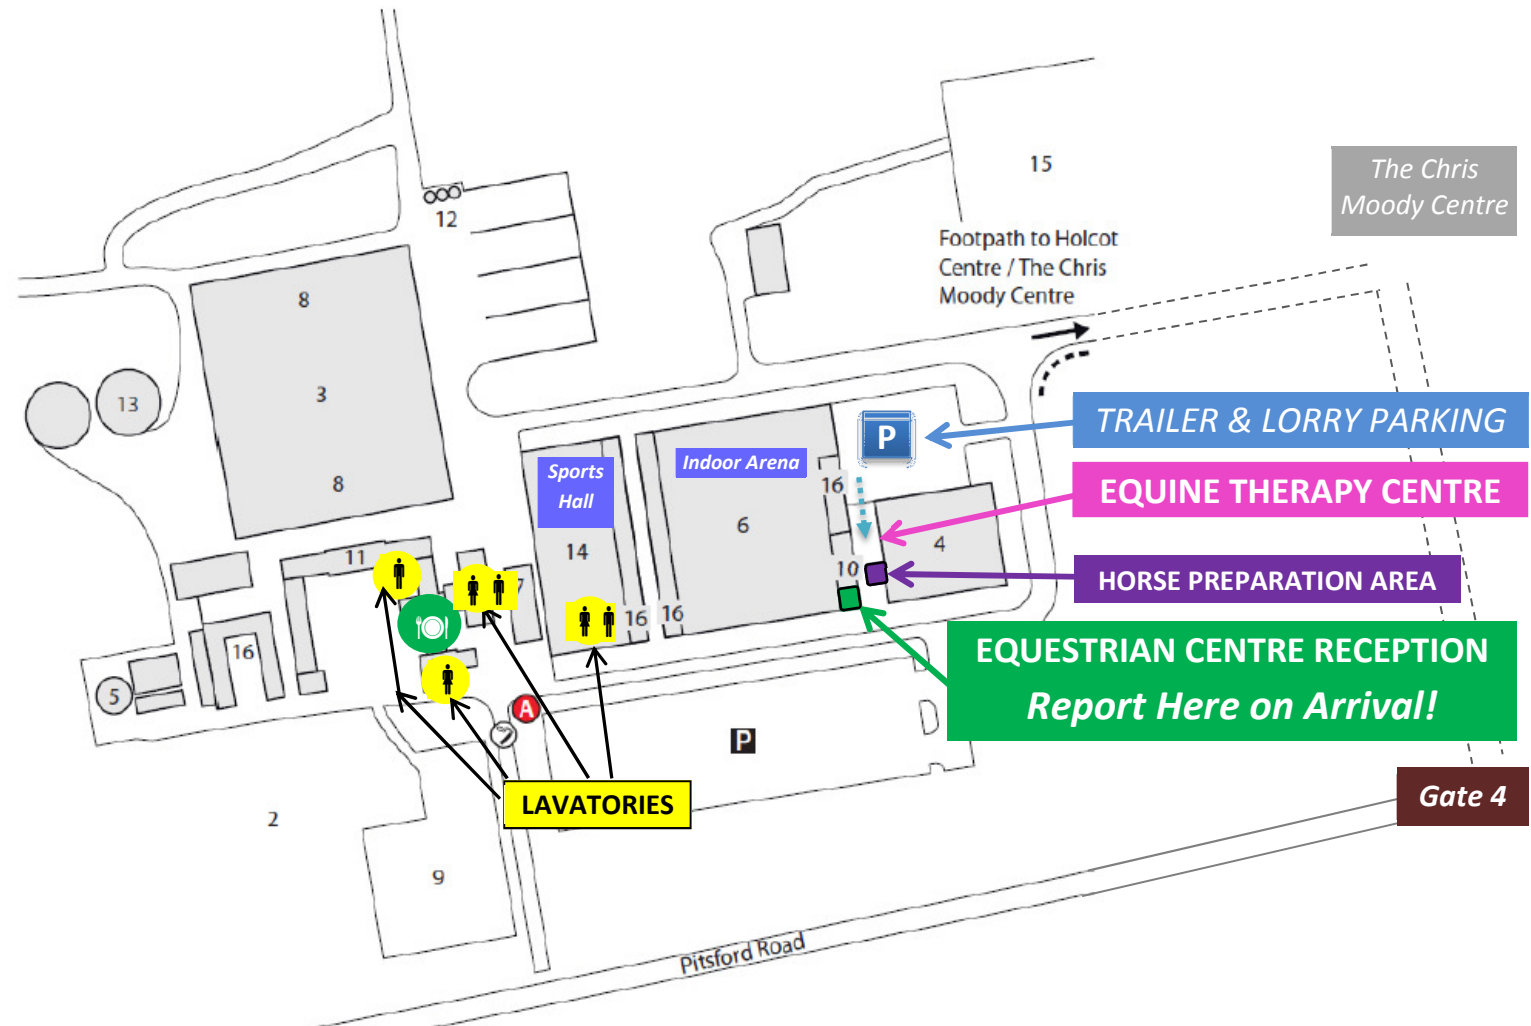 15
The Chris
Moody Centre
12
Footpath to Holcot
Centre / The Chris
Moody Centre
8
3
13
8
TRAILER & LORRY PARKING
P
Sports
Hall
Indoor Arena
16
EQUINE THERAPY CENTRE
6
14
4
11
10
HORSE PREPARATION AREA
7
16
16
16
EQUESTRIAN CENTRE RECEPTION
Report Here on Arrival!
5
A
P
LAVATORIES
Gate 4
2
9
Pitsford Road